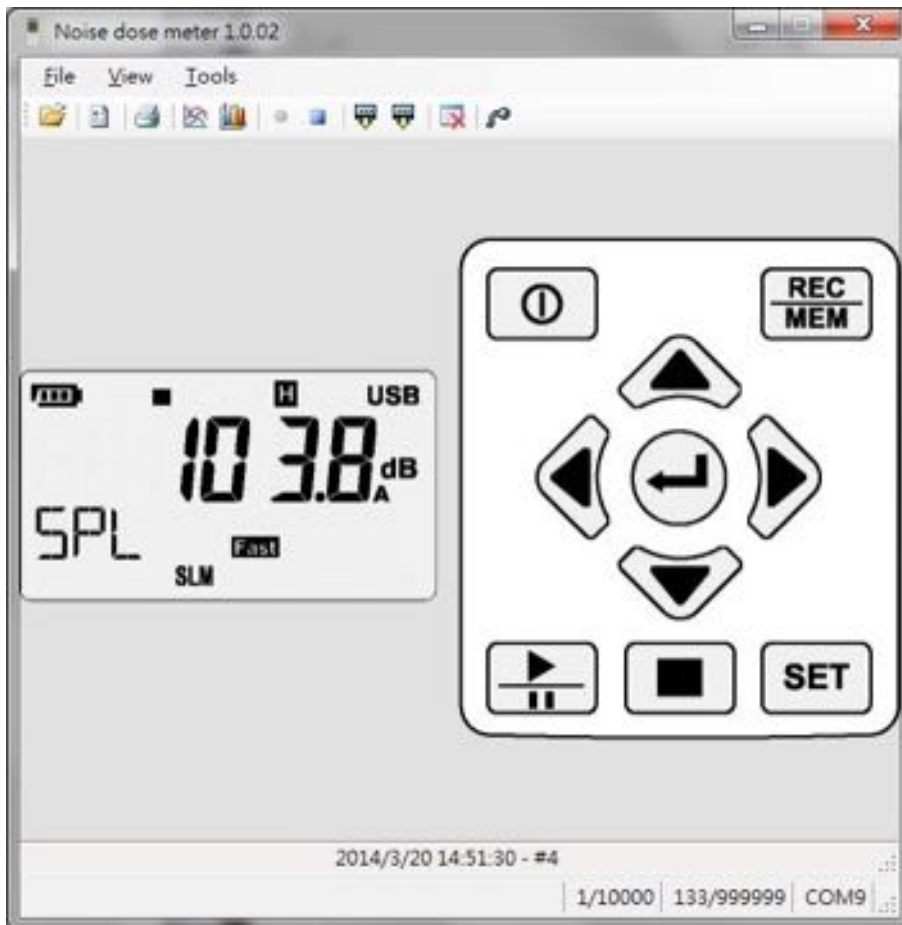 Noise dose meter 1.0.02
File View Tools
REC
MEM
H USB
103.8 dB
A
SPL Fast
SLM
SET
2014/3/20 14:51:30 - #4
1/10000 133/999999 COM9